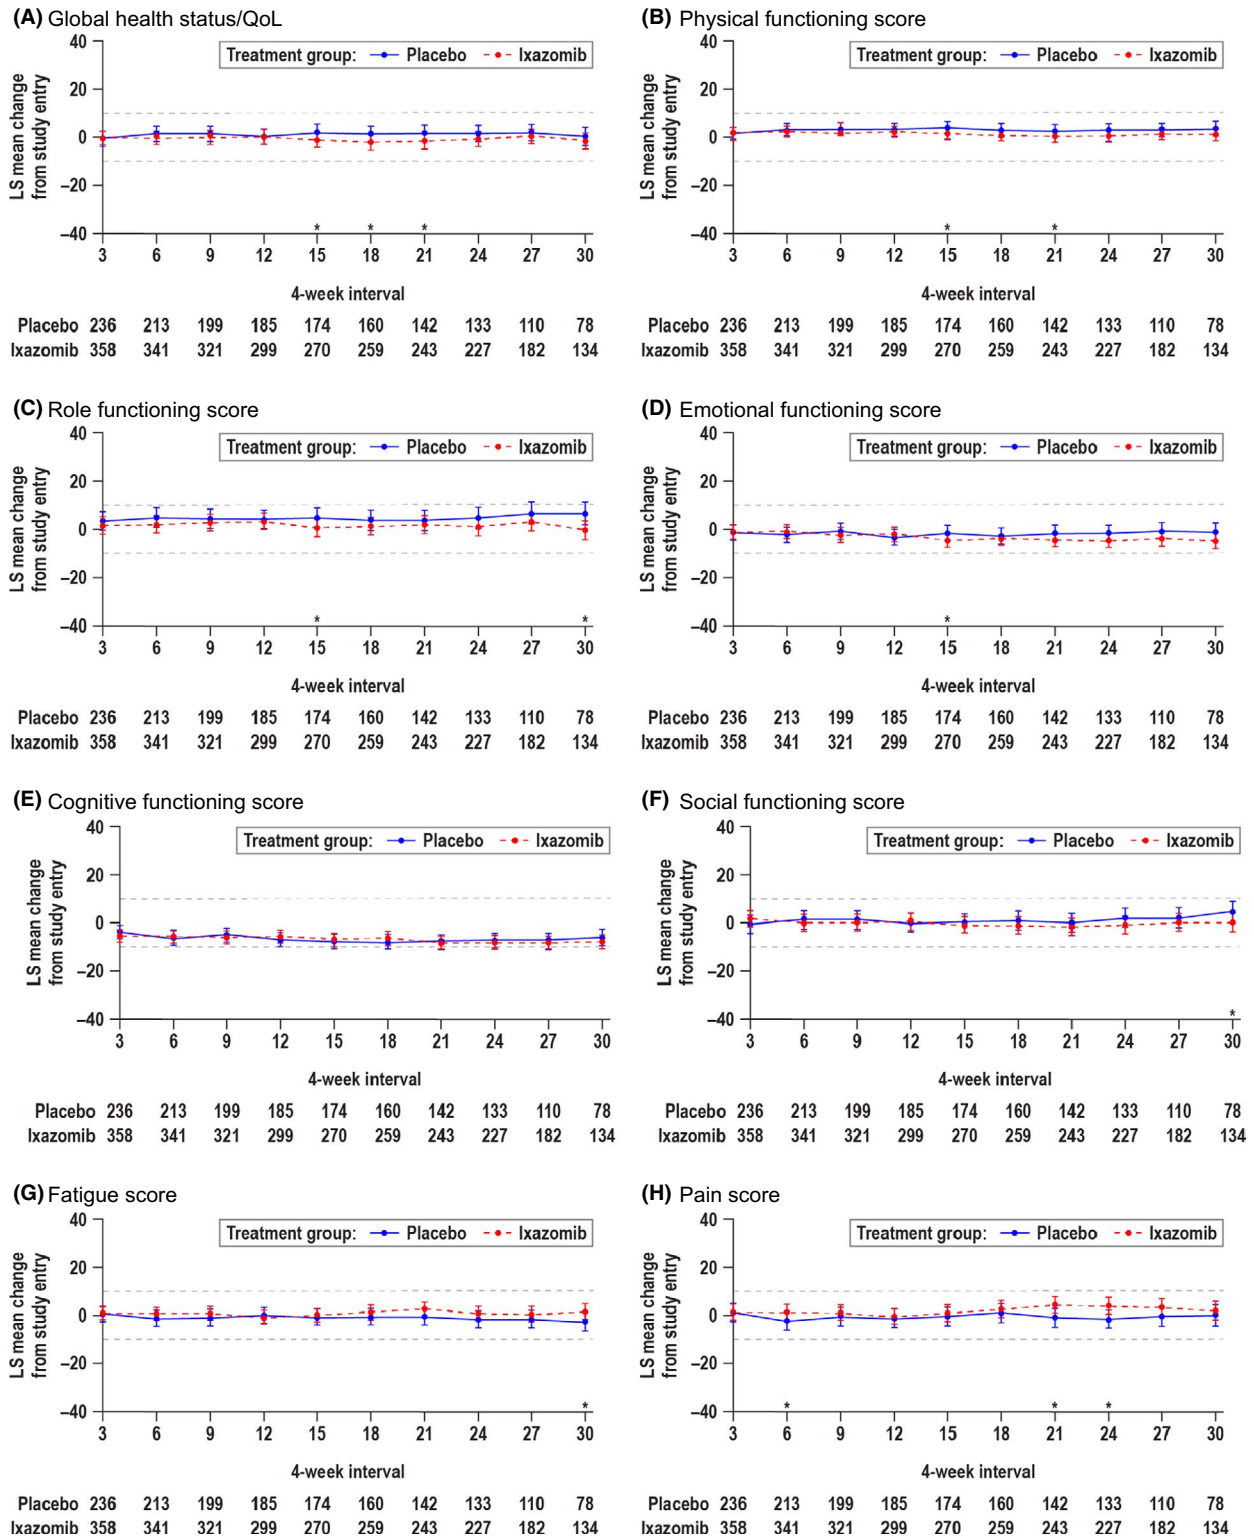 (A) Global health status/QoL
40
20
0
–20
–40
LS mean change
from study entry
Treatment group: Placebo Ixazomib
* * *
3 6 9 12 15 18 21 24 27 30
4-week interval
Placebo 236 213 199 185 174 160 142 133 110 78
Ixazomib 358 341 321 299 270 259 243 227 182 134
(B) Physical functioning score
40
20
0
–20
–40
LS mean change
from study entry
Treatment group: Placebo Ixazomib
* *
3 6 9 12 15 18 21 24 27 30
4-week interval
Placebo 236 213 199 185 174 160 142 133 110 78
Ixazomib 358 341 321 299 270 259 243 227 182 134
(C) Role functioning score
40
20
0
–20
–40
LS mean change
from study entry
Treatment group: Placebo Ixazomib
* *
3 6 9 12 15 18 21 24 27 30
4-week interval
Placebo 236 213 199 185 174 160 142 133 110 78
Ixazomib 358 341 321 299 270 259 243 227 182 134
(D) Emotional functioning score
40
20
0
–20
–40
LS mean change
from study entry
Treatment group: Placebo Ixazomib
*
3 6 9 12 15 18 21 24 27 30
4-week interval
Placebo 236 213 199 185 174 160 142 133 110 78
Ixazomib 358 341 321 299 270 259 243 227 182 134
(E) Cognitive functioning score
40
20
0
–20
–40
LS mean change
from study entry
Treatment group: Placebo Ixazomib
3 6 9 12 15 18 21 24 27 30
4-week interval
Placebo 236 213 199 185 174 160 142 133 110 78
Ixazomib 358 341 321 299 270 259 243 227 182 134
(F) Social functioning score
40
20
0
–20
–40
LS mean change
from study entry
Treatment group: Placebo Ixazomib
*
3 6 9 12 15 18 21 24 27 30
4-week interval
Placebo 236 213 199 185 174 160 142 133 110 78
Ixazomib 358 341 321 299 270 259 243 227 182 134
(G) Fatigue score
40
20
0
–20
–40
LS mean change
from study entry
Treatment group: Placebo Ixazomib
*
3 6 9 12 15 18 21 24 27 30
4-week interval
Placebo 236 213 199 185 174 160 142 133 110 78
Ixazomib 358 341 321 299 270 259 243 227 182 134
(H) Pain score
40
20
0
–20
–40
LS mean change
from study entry
Treatment group: Placebo Ixazomib
* * *
3 6 9 12 15 18 21 24 27 30
4-week interval
Placebo 236 213 199 185 174 160 142 133 110 78
Ixazomib 358 341 321 299 270 259 243 227 182 134